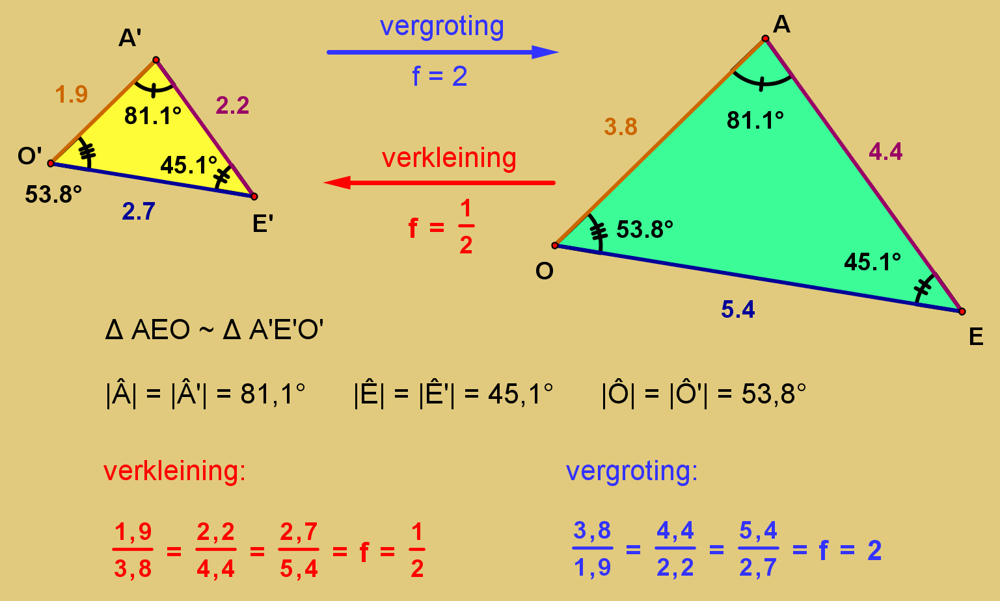 A'
1.9
81.1°
2.2
O'
45.1°
53.8°
2.7
E'
vergroting
f = 2
verkleining
f = 1/2
A
3.8
81.1°
4.4
53.8°
O
45.1°
5.4
E
Δ AEO ~ Δ A'E'O'
|Â| = |Â'| = 81,1° |Ê| = |Ê'| = 45,1° |Ô| = |Ô'| = 53,8°
verkleining:
1,9/3,8 = 2,2/4,4 = 2,7/5,4 = f = 1/2
vergroting:
3,8/1,9 = 4,4/2,2 = 5,4/2,7 = f = 2